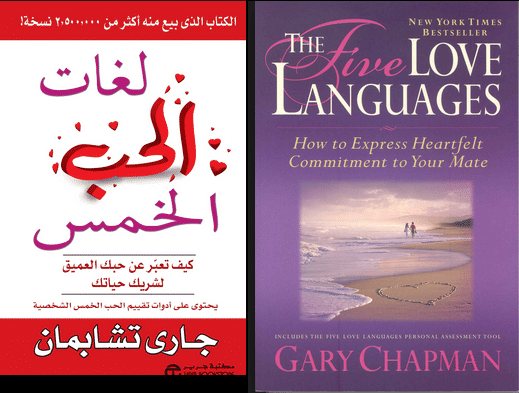 الكتاب الذى بيع منه أكثر من ٢,٥٠٠,٠٠٠ نسخة!
لغات
الحب
الخمس
كيف تعبّر عن حبك العميق
لشريك حياتك
يحتوى على أدوات تقييم الحب الخمس الشخصية
جارى تشابمان
مكتبة جرير
NEW YORK TIMES
BESTSELLER
THE Five LOVE
LANGUAGES
How to Express Heartfelt
Commitment to Your Mate
INCLUDES THE FIVE LOVE LANGUAGES PERSONAL ASSESSMENT TOOL
GARY CHAPMAN